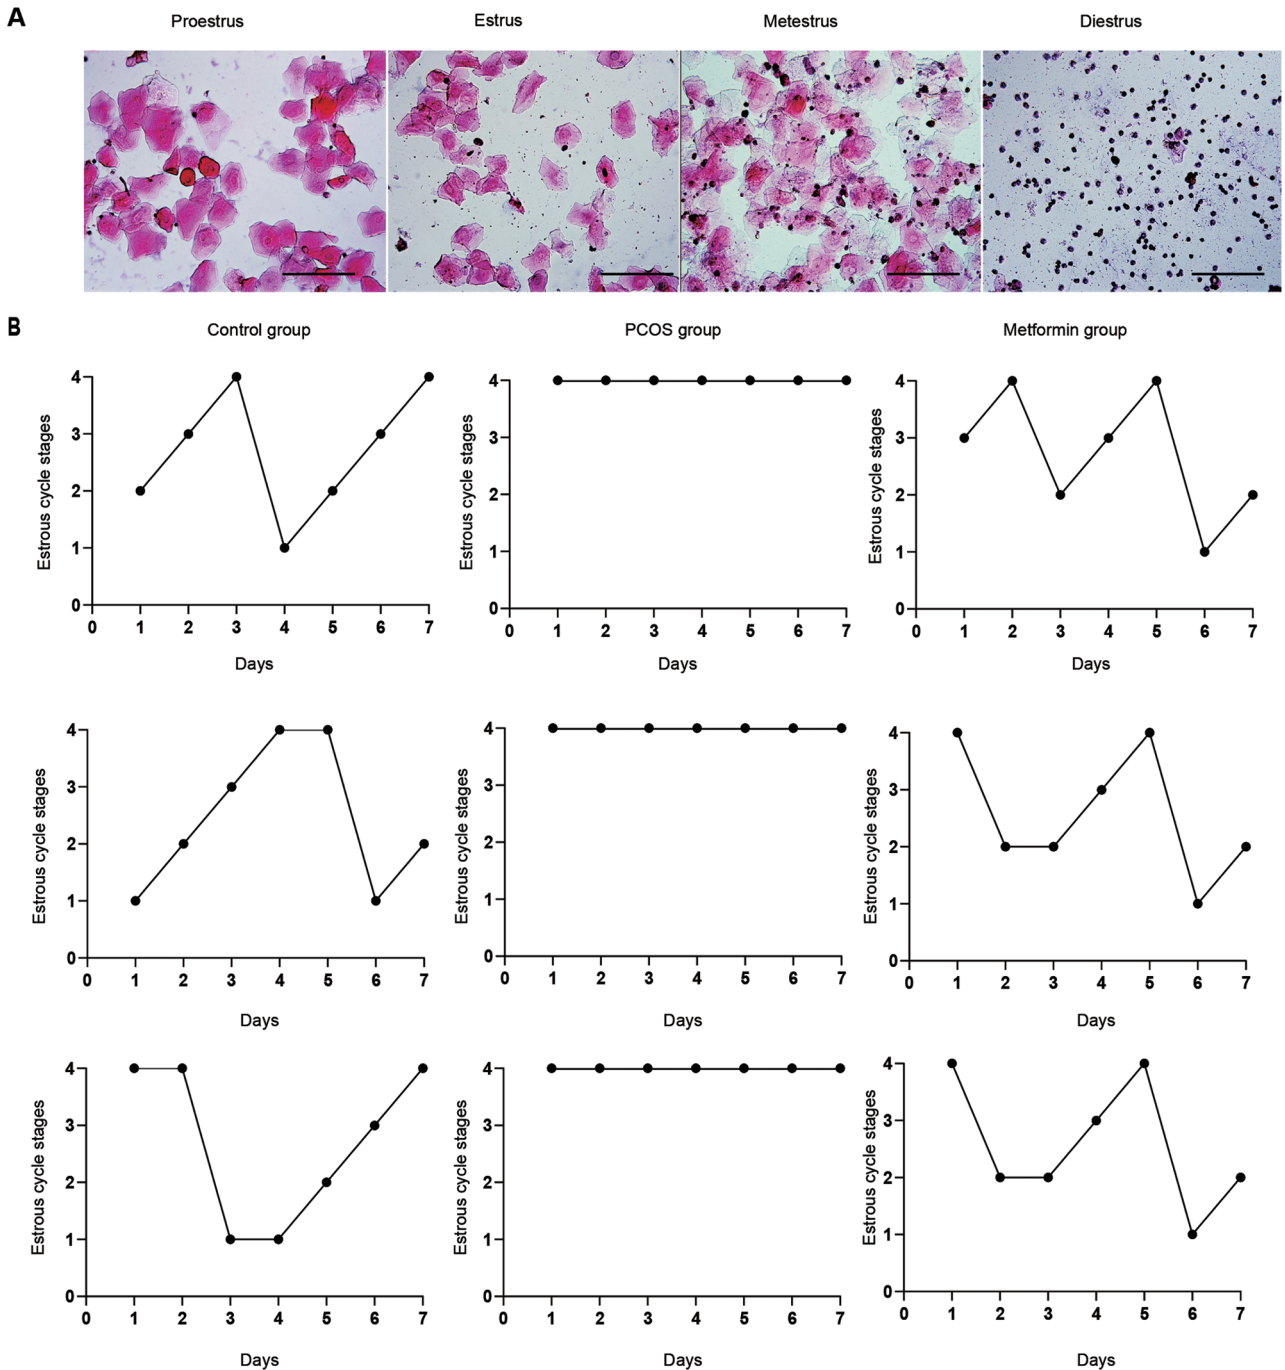 A
Proestrus Estrus Metestrus Diestrus
B
Control group PCOS group Metformin group
Estrous cycle stages
4
3
2
1
0
0 1 2 3 4 5 6 7
Days
Estrous cycle stages
4
3
2
1
0
0 1 2 3 4 5 6 7
Days
Estrous cycle stages
4
3
2
1
0
0 1 2 3 4 5 6 7
Days
Estrous cycle stages
4
3
2
1
0
0 1 2 3 4 5 6 7
Days
Estrous cycle stages
4
3
2
1
0
0 1 2 3 4 5 6 7
Days
Estrous cycle stages
4
3
2
1
0
0 1 2 3 4 5 6 7
Days
Estrous cycle stages
4
3
2
1
0
0 1 2 3 4 5 6 7
Days
Estrous cycle stages
4
3
2
1
0
0 1 2 3 4 5 6 7
Days
Estrous cycle stages
4
3
2
1
0
0 1 2 3 4 5 6 7
Days